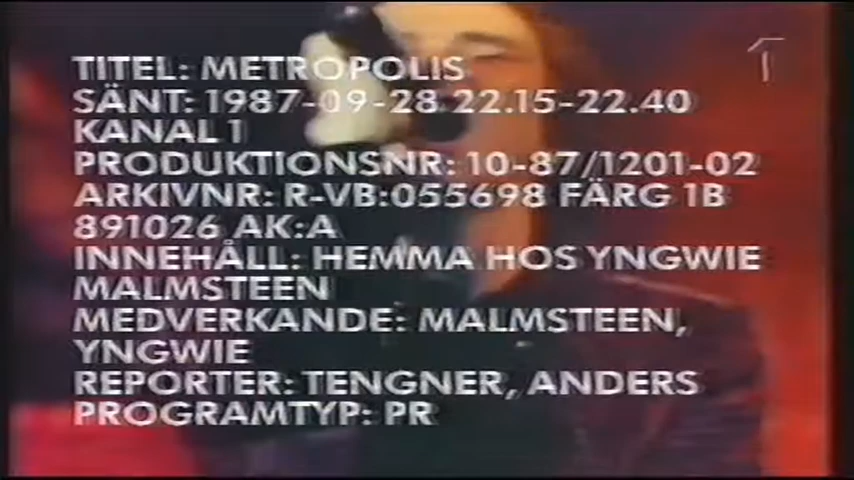 TITEL: METROPOLIS
SÄNT: 1987-09-28 22.15-22.40
KANAL 1
PRODUKTIONSNR: 10-87/1201-02
ARKIVNR: R-VB:055698 FÄRG 1B
891026 AK:A
INNEHÅLL: HEMMA HOS YNGWIE
MALMSTEEN
MEDVERKANDE: MALMSTEEN,
YNGWIE
REPORTER: TENGNER, ANDERS
PROGRAMTYP: PR
1